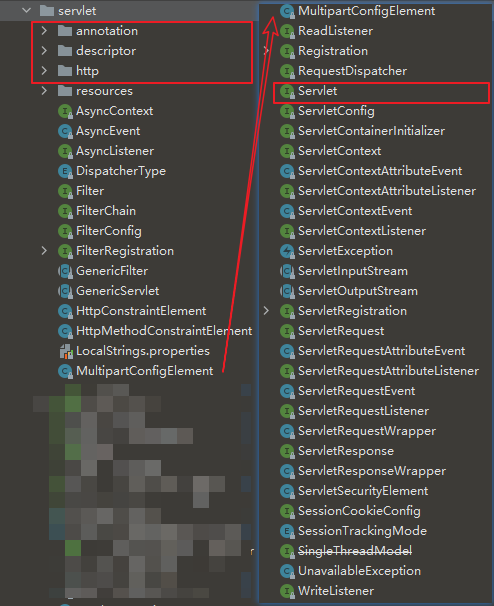 servlet
annotation
descriptor
http
resources
AsyncContext
AsyncEvent
AsyncListener
DispatcherType
Filter
FilterChain
FilterConfig
FilterRegistration
GenericFilter
GenericServlet
HttpConstraintElement
HttpMethodConstraintElement
LocalStrings.properties
MultipartConfigElement
MultipartConfigElement
ReadListener
Registration
RequestDispatcher
Servlet
ServletConfig
ServletContainerInitializer
ServletContext
ServletContextAttributeEvent
ServletContextAttributeListener
ServletContextEvent
ServletContextListener
ServletException
ServletInputStream
ServletOutputStream
ServletRegistration
ServletRequest
ServletRequestAttributeEvent
ServletRequestAttributeListener
ServletRequestEvent
ServletRequestListener
ServletRequestWrapper
ServletResponse
ServletResponseWrapper
ServletSecurityElement
SessionCookieConfig
SessionTrackingMode
SingleThreadModel
UnavailableException
WriteListener